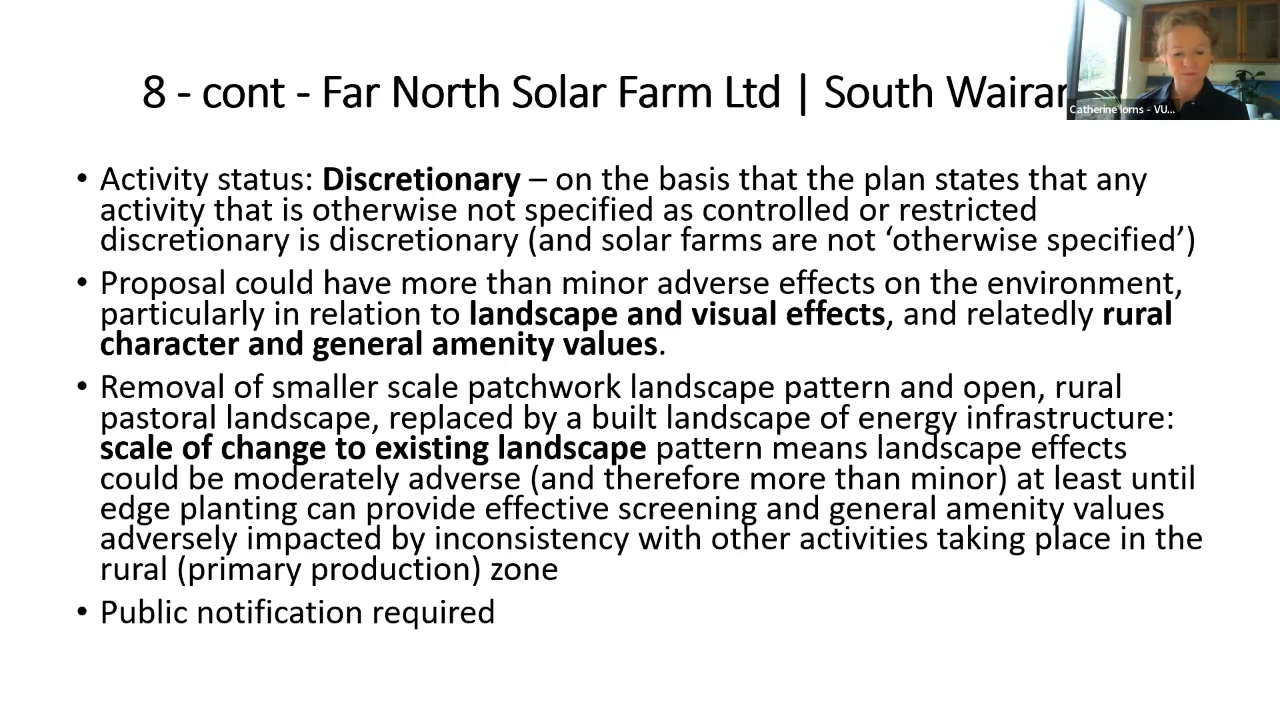 8 - cont - Far North Solar Farm Ltd | South
Catherine Iorns - VU...
• Activity status: Discretionary – on the basis that the plan states that any
activity that is otherwise not specified as controlled or restricted
discretionary is discretionary (and solar farms are not ‘otherwise specified’)
• Proposal could have more than minor adverse effects on the environment,
particularly in relation to landscape and visual effects, and relatedly rural
character and general amenity values.
• Removal of smaller scale patchwork landscape pattern and open, rural
pastoral landscape, replaced by a built landscape of energy infrastructure:
scale of change to existing landscape pattern means landscape effects
could be moderately adverse (and therefore more than minor) at least until
edge planting can provide effective screening and general amenity values
adversely impacted by inconsistency with other activities taking place in the
rural (primary production) zone
• Public notification required